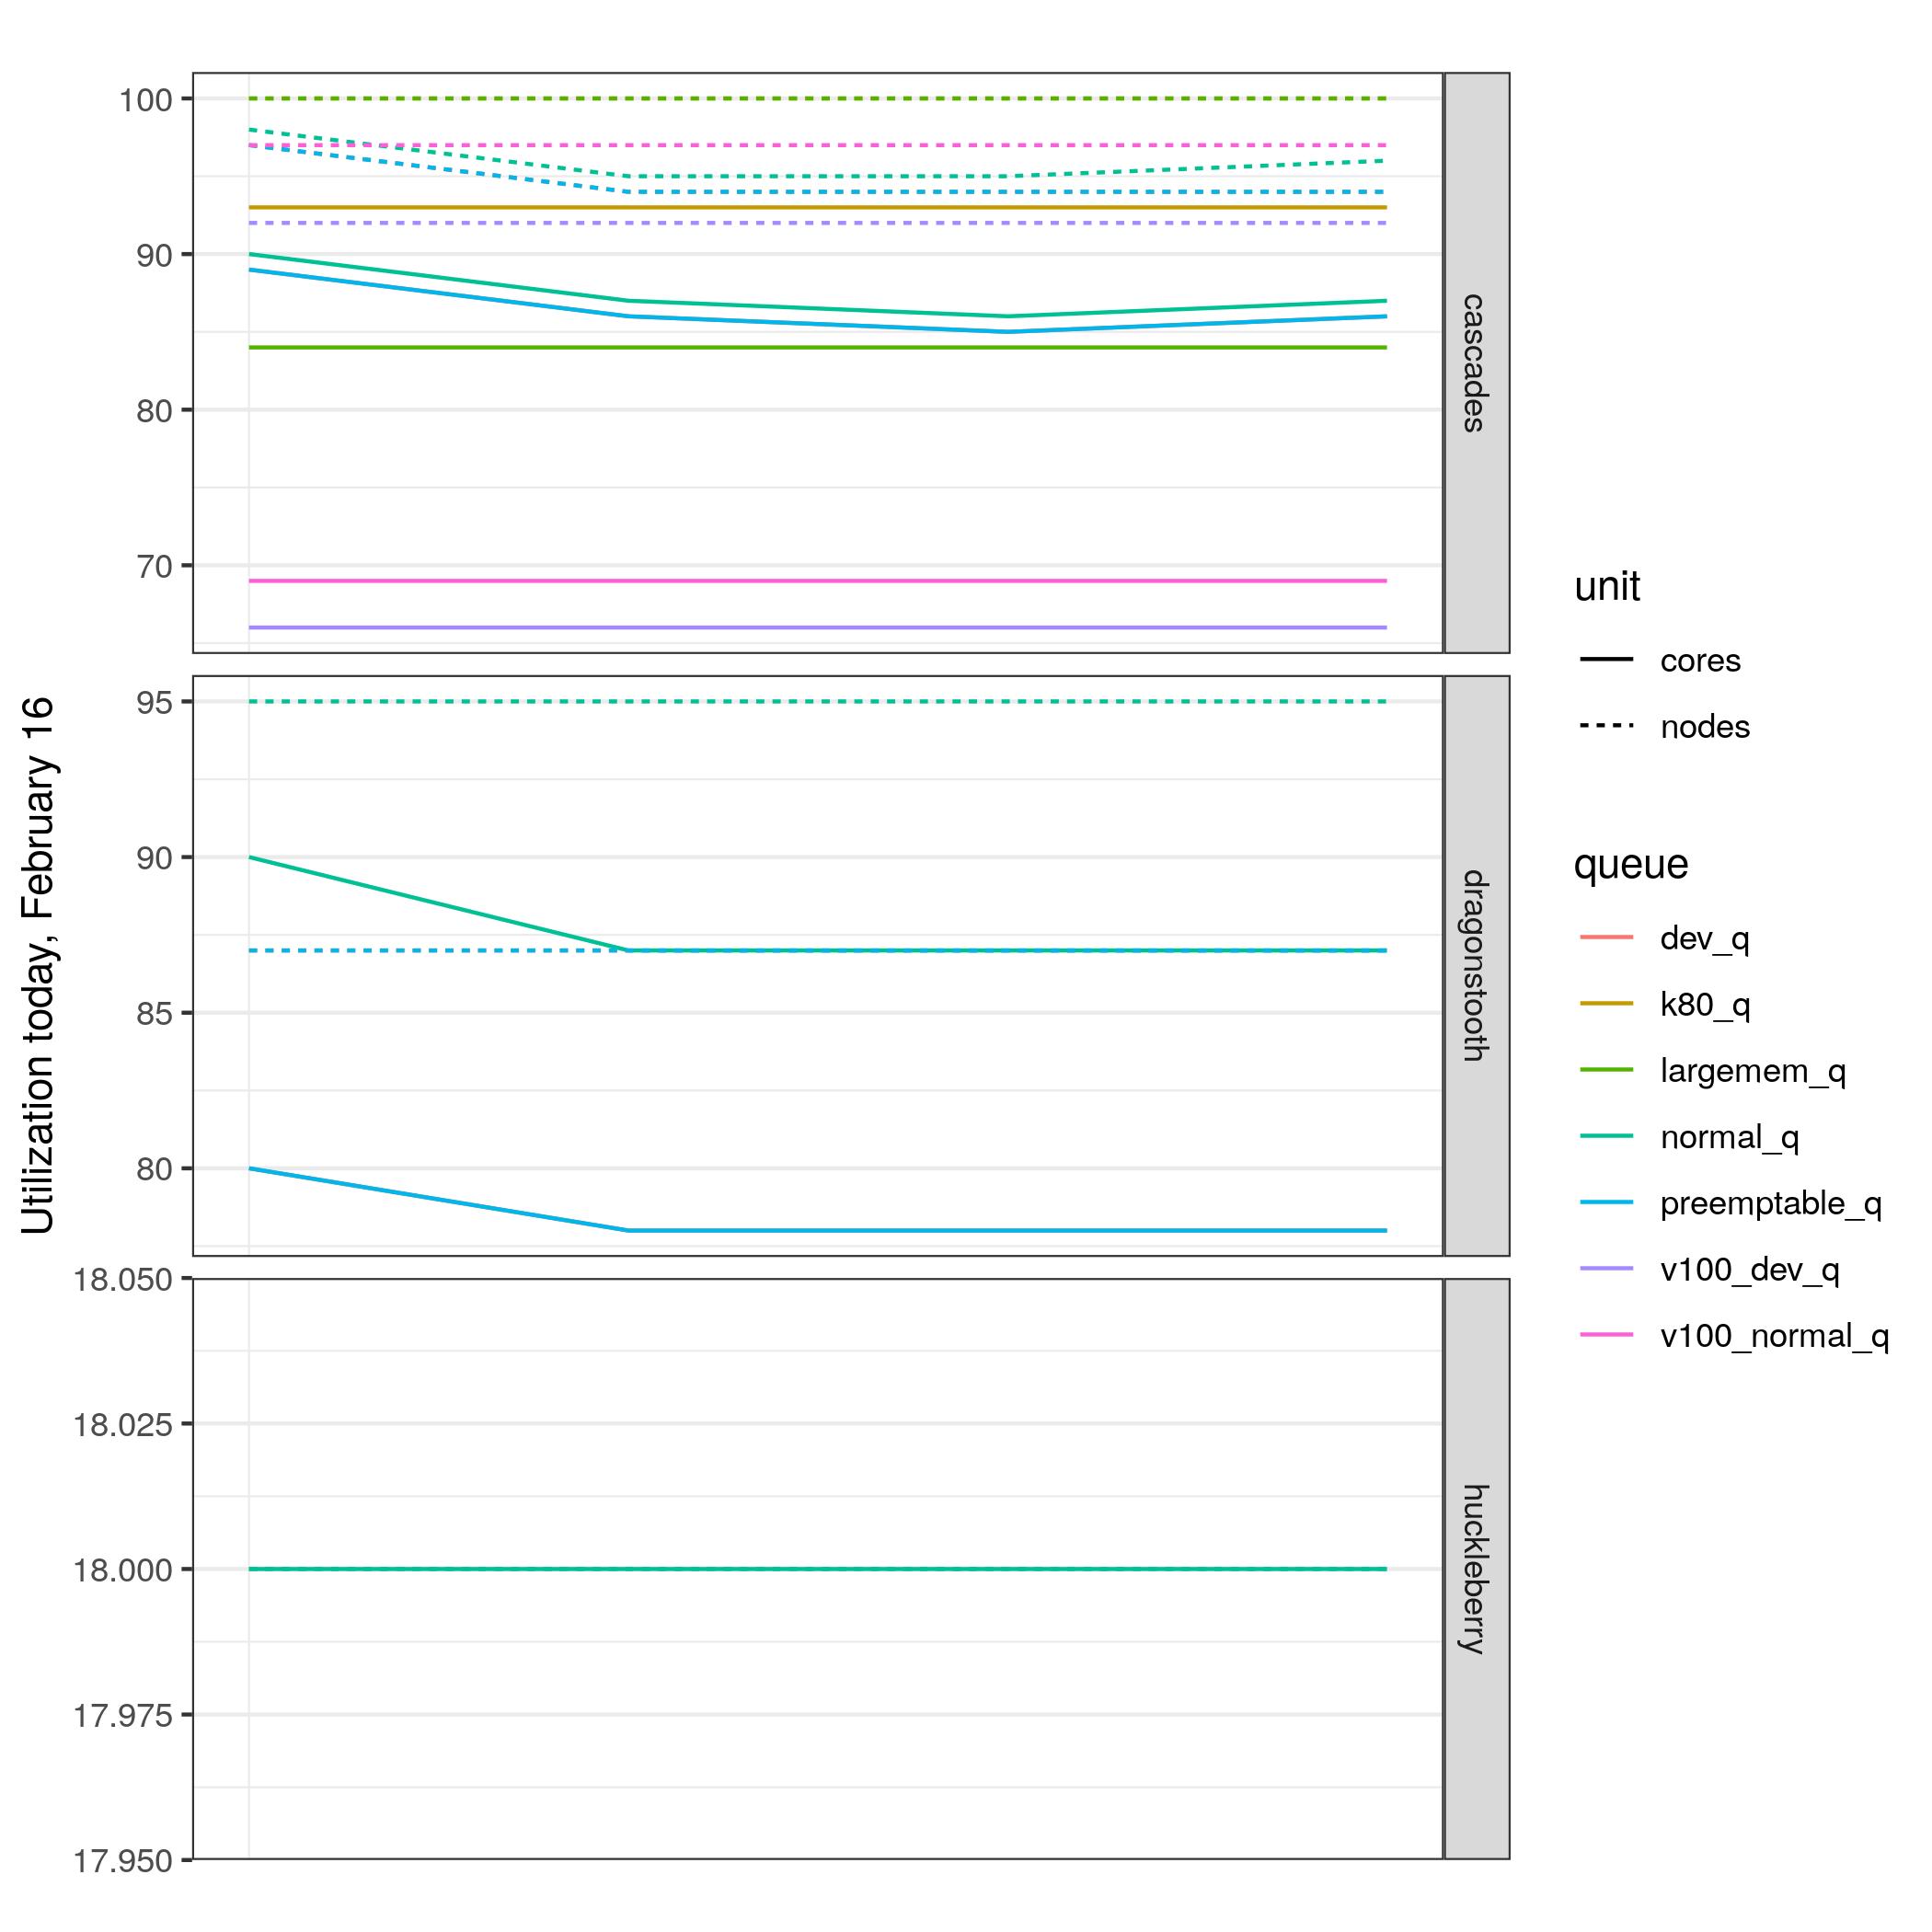 Utilization today, February 16
100
90
80
70
cascades
95
90
85
80
dragonstooth
18.050
18.025
18.000
17.975
17.950
huckleberry
unit
cores
nodes
queue
dev_q
k80_q
largemem_q
normal_q
preemptable_q
v100_dev_q
v100_normal_q